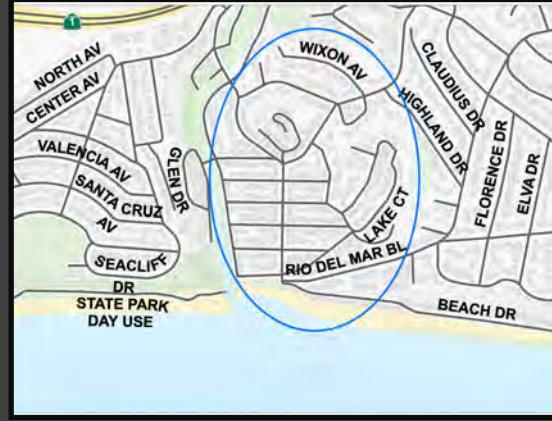 1
WIXON AV
NORTH AV
CENTER AV
CLAUDIUS DR
HIGHLAND DR
VALENCIA AV
GLEN DR
FLORENCE DR
ELVA DR
SANTA CRUZ
AV
LAKE CT
SEACLIFF
DR
RIO DEL MAR BL
STATE PARK
DAY USE
BEACH DR